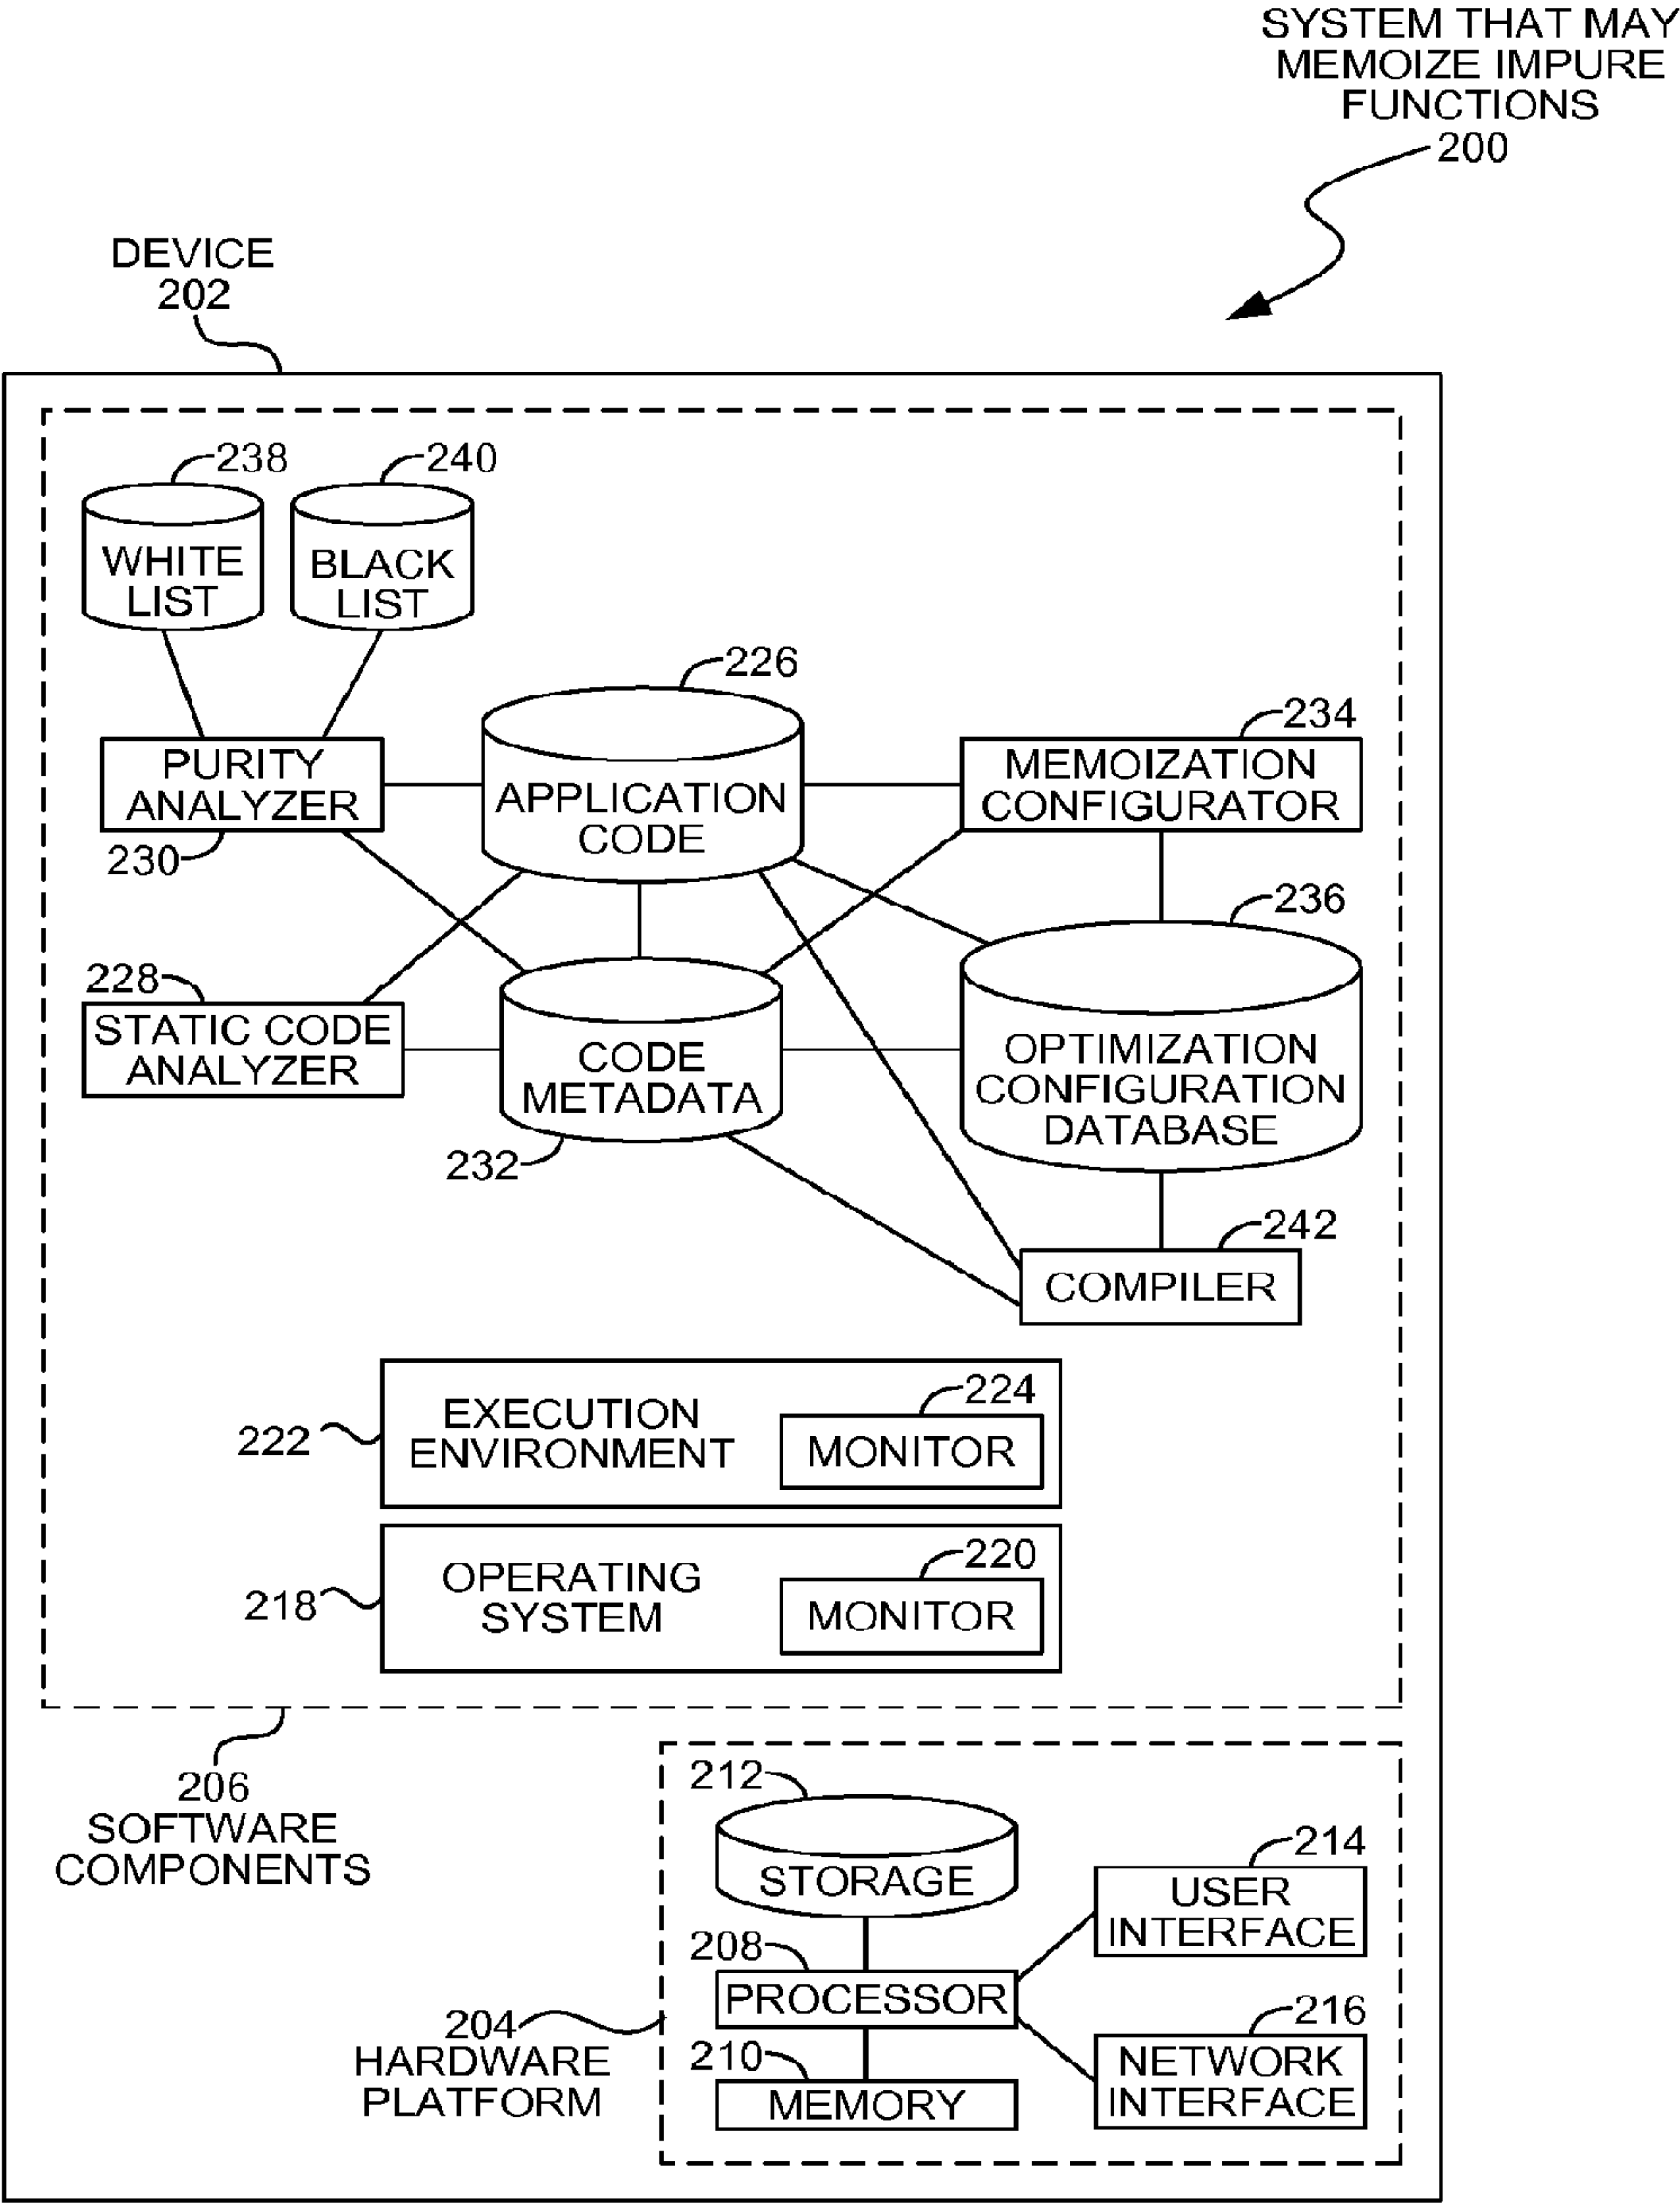 SYSTEM THAT MAY
MEMOIZE IMPURE
FUNCTIONS
200
DEVICE
202
238
240
WHITE
LIST
BLACK
LIST
226
234
PURITY
ANALYZER
APPLICATION
CODE
MEMOIZATION
CONFIGURATOR
230
236
228
STATIC CODE
ANALYZER
CODE
METADATA
OPTIMIZATION
CONFIGURATION
DATABASE
232
242
COMPILER
224
222
EXECUTION
ENVIRONMENT
MONITOR
220
218
OPERATING
SYSTEM
MONITOR
206
SOFTWARE
COMPONENTS
212
STORAGE
214
USER
INTERFACE
208
PROCESSOR
204
HARDWARE
PLATFORM
216
NETWORK
INTERFACE
210
MEMORY